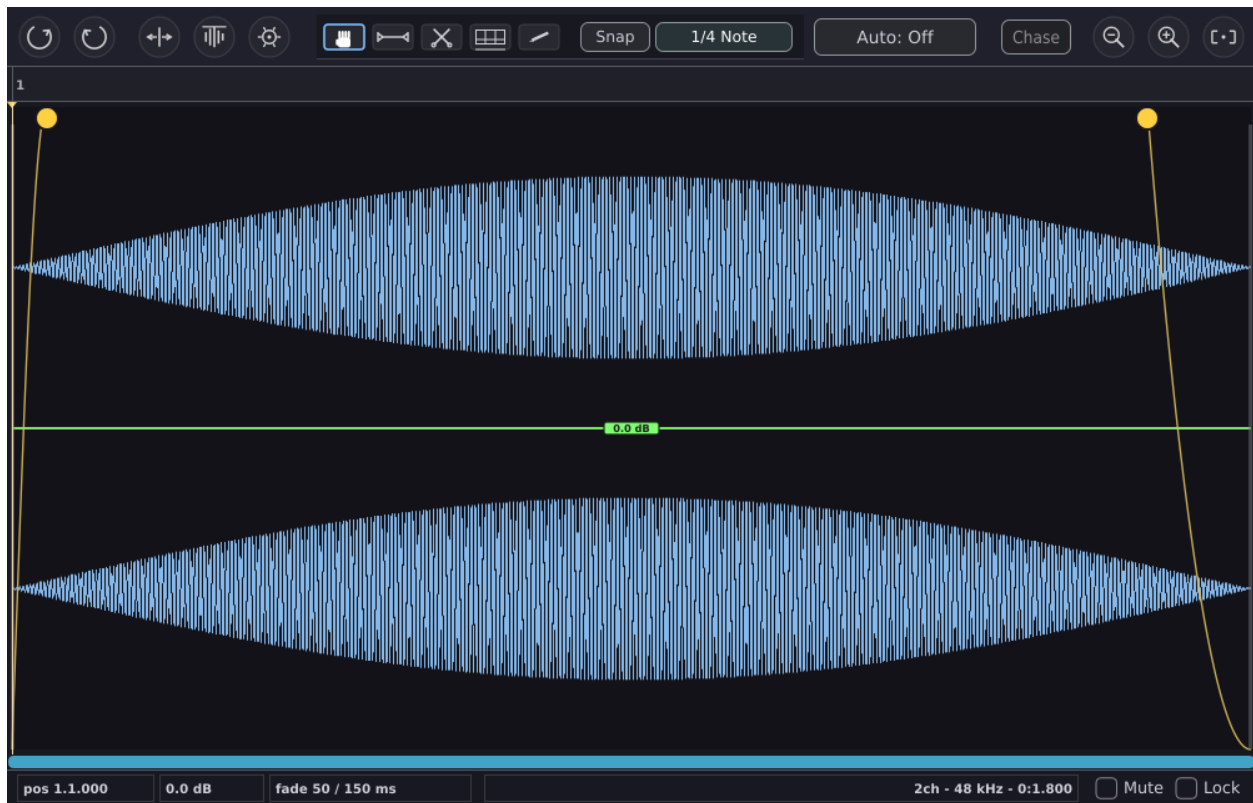 Snap 1/4 Note Auto: Off Chase
1
0.0 dB
pos 1.1.000 0.0 dB fade 50 / 150 ms 2ch - 48 kHz - 0:1.800 Mute Lock